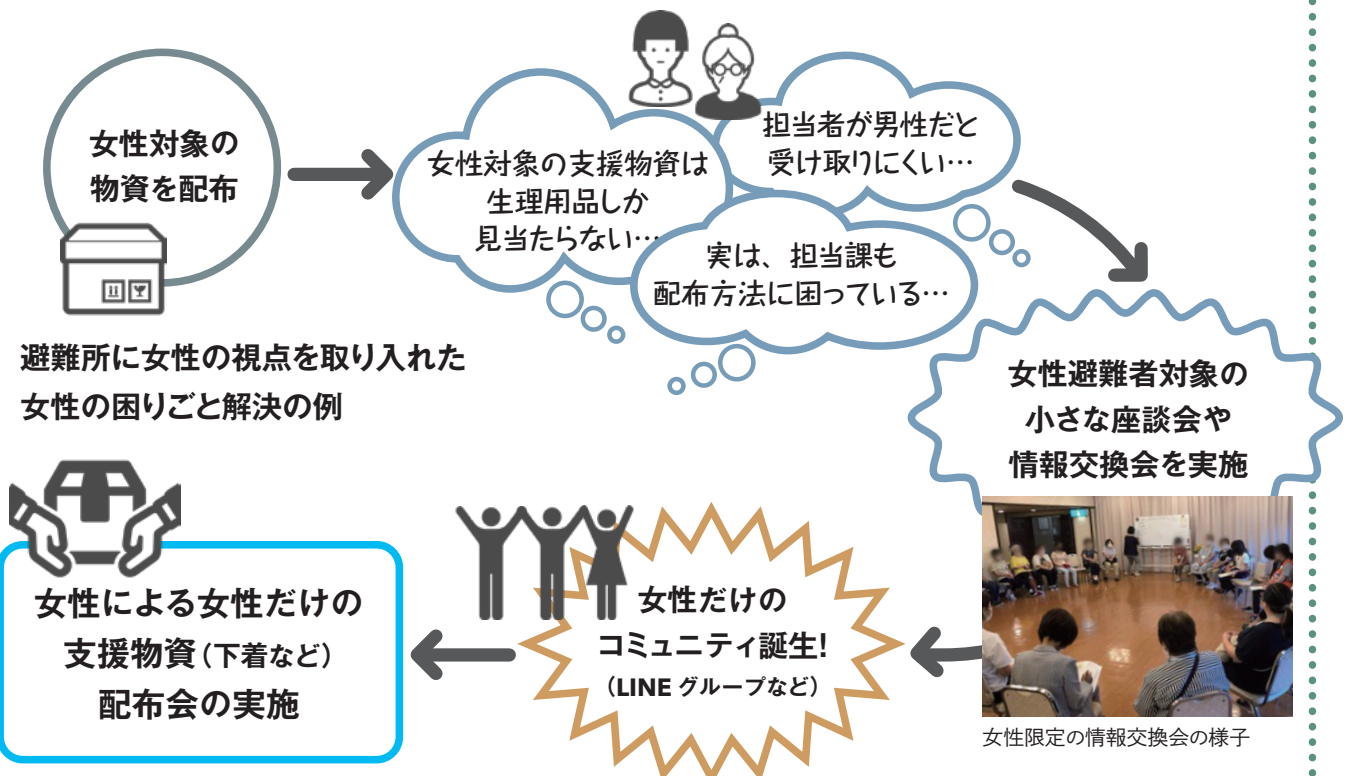 女性対象の
物資を配布
女性対象の支援物資は
生理用品しか
見当たらない…
担当者が男性だと
受け取りにくい…
実は、担当課も
配布方法に困っている…
避難所に女性の視点を取り入れた
女性の困りごと解決の例
女性避難者対象の
小さな座談会や
情報交換会を実施
女性限定の情報交換会の様子
女性だけの
コミュニティ誕生!
（LINE グループなど）
女性による女性だけの
支援物資（下着など）
配布会の実施